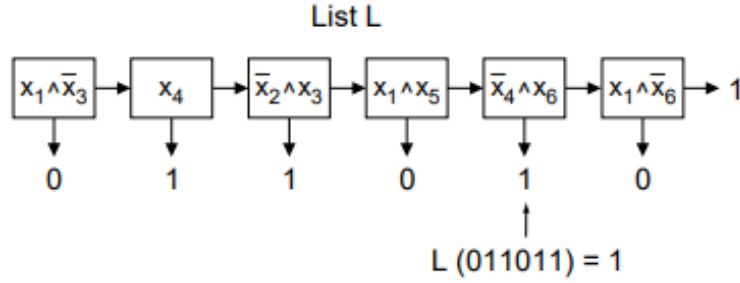 List L
x₁∧x̅₃ x₄ x̅₂∧x₃ x₁∧x₅ x̅₄∧x₆ x₁∧x̅₆ 1
0 1 1 0 1 0
L (011011) = 1